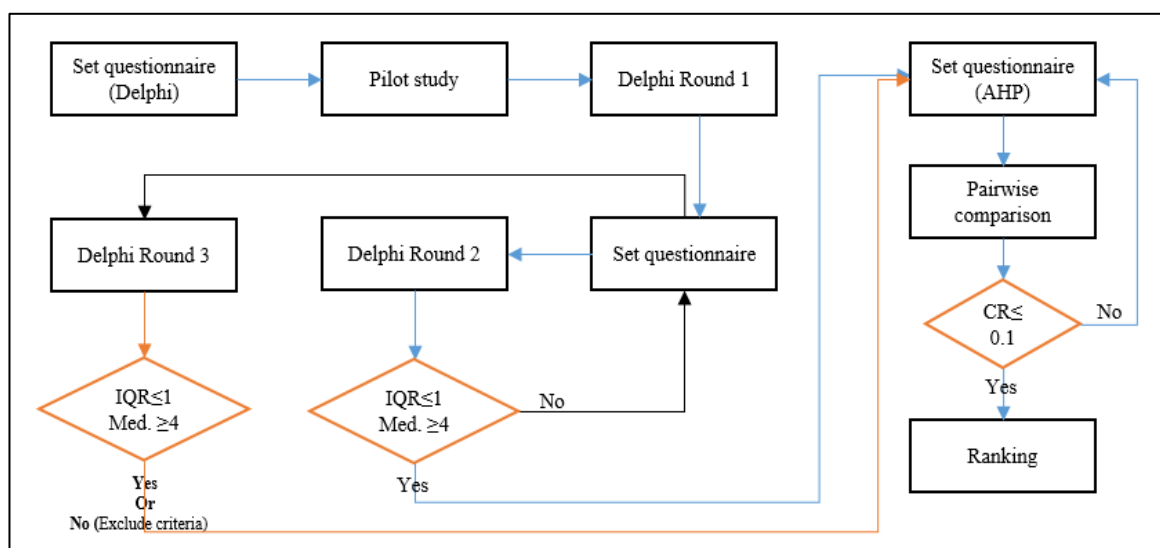 Set questionnaire
(Delphi)
Pilot study
Delphi Round 1
Set questionnaire
(AHP)
Pairwise
comparison
Delphi Round 3
Delphi Round 2
Set questionnaire
CR≤
0.1
No
IQR≤1
Med. ≥4
IQR≤1
Med. ≥4
No
Yes
Ranking
Yes
Yes
Or
No (Exclude criteria)